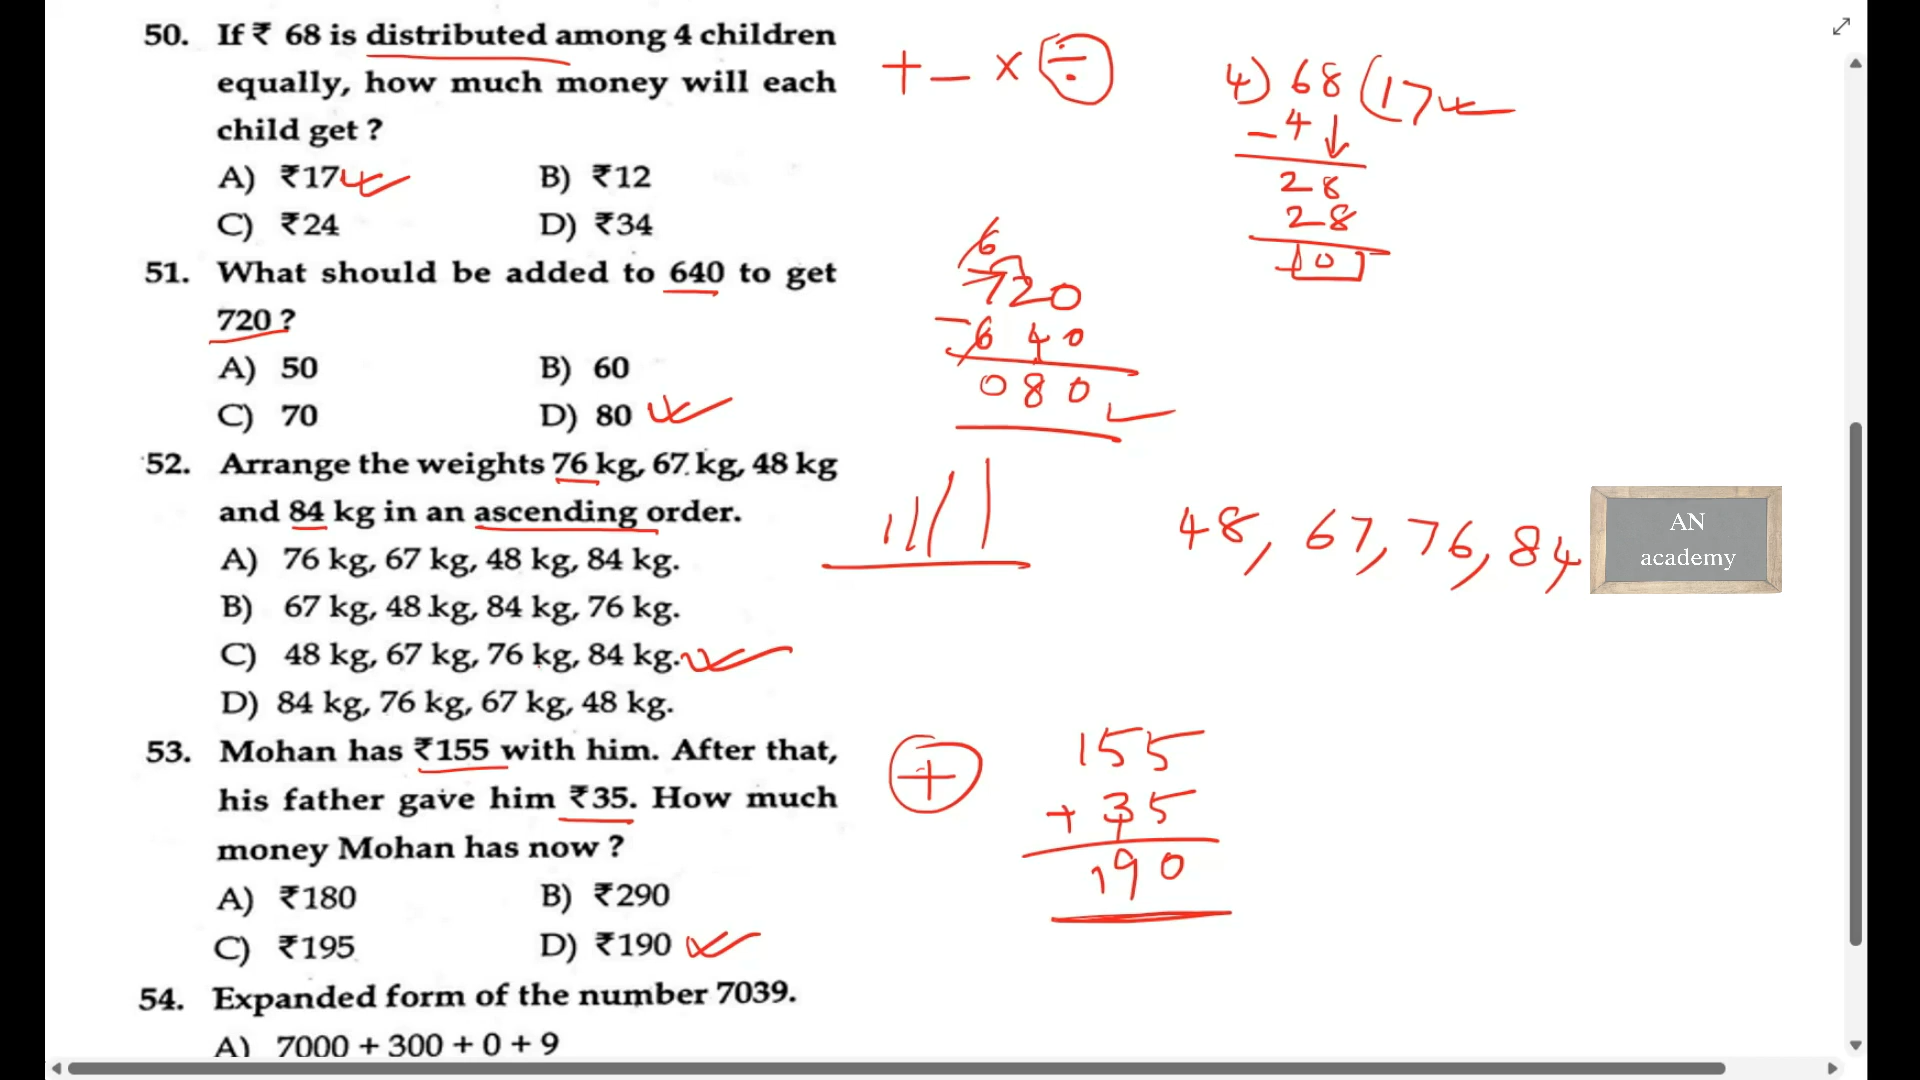 50. If ₹ 68 is distributed among 4 children
equally, how much money will each
child get ?
A) ₹17 B) ₹12
C) ₹24 D) ₹34
51. What should be added to 640 to get
720 ?
A) 50 B) 60
C) 70 D) 80
52. Arrange the weights 76 kg, 67 kg, 48 kg
and 84 kg in an ascending order.
A) 76 kg, 67 kg, 48 kg, 84 kg.
B) 67 kg, 48 kg, 84 kg, 76 kg.
C) 48 kg, 67 kg, 76 kg, 84 kg.
D) 84 kg, 76 kg, 67 kg, 48 kg.
53. Mohan has ₹155 with him. After that,
his father gave him ₹35. How much
money Mohan has now ?
A) ₹180 B) ₹290
C) ₹195 D) ₹190
54. Expanded form of the number 7039.
A) 7000 + 300 + 0 + 9
+ − × ÷
4) 68 (17
− 4
28
28
0
6
720
− 640
080
48, 67, 76, 84
AN
academy
+
155
+ 35
190